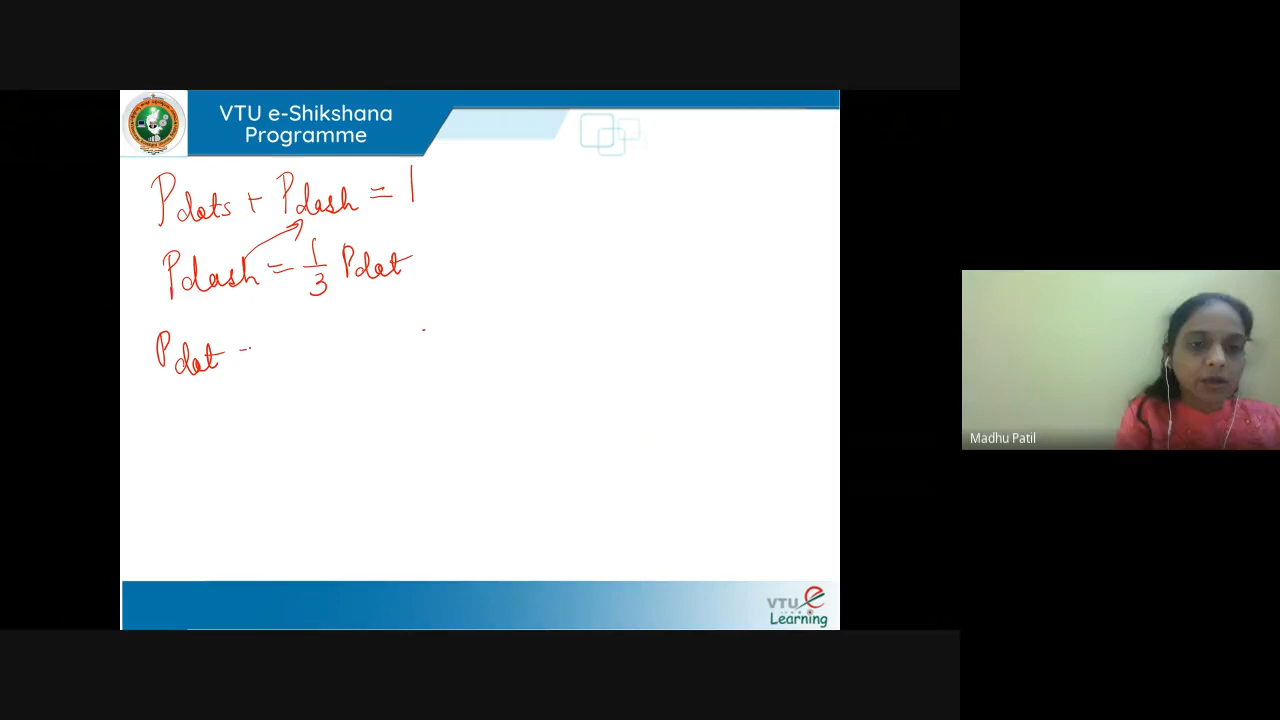 VTU e-Shikshana
Programme
Pdots + Pdash = 1
Pdash = 1/3 Pdot
Pdot -
Madhu Patil
VTU e
Learning